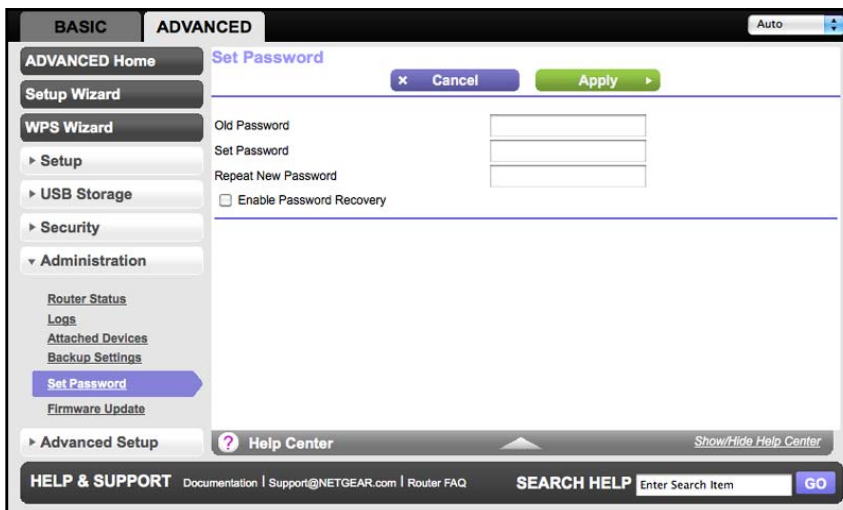 BASIC
ADVANCED
Auto
ADVANCED Home
Setup Wizard
WPS Wizard
Setup
USB Storage
Security
Administration
Router Status
Logs
Attached Devices
Backup Settings
Set Password
Firmware Update
Advanced Setup
Set Password
Cancel
Apply
Old Password
Set Password
Repeat New Password
Enable Password Recovery
Help Center
Show/Hide Help Center
HELP & SUPPORT Documentation | Support@NETGEAR.com | Router FAQ
SEARCH HELP Enter Search Item GO